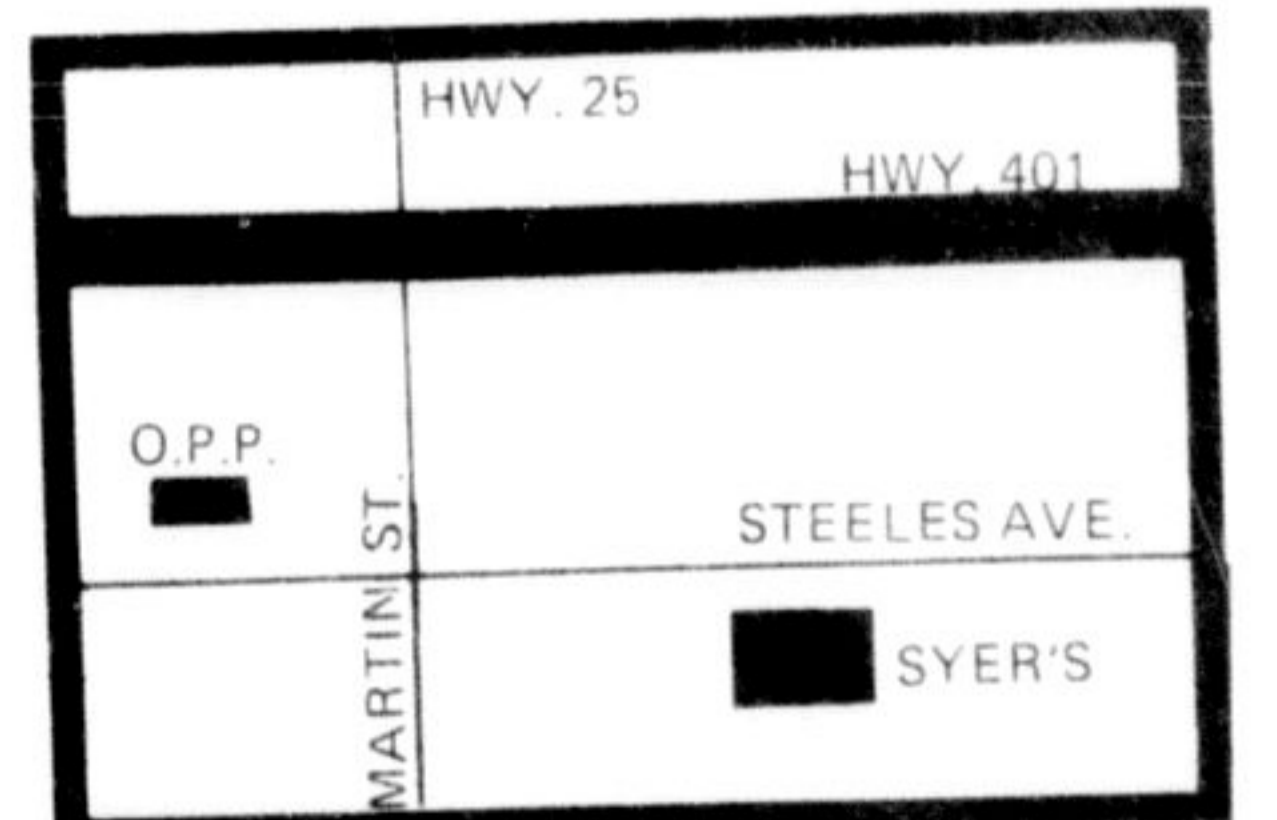 HWY. 25
HWY. 401
O.P.P.
STEELES AVE.
MARTIN ST.
SYER'S